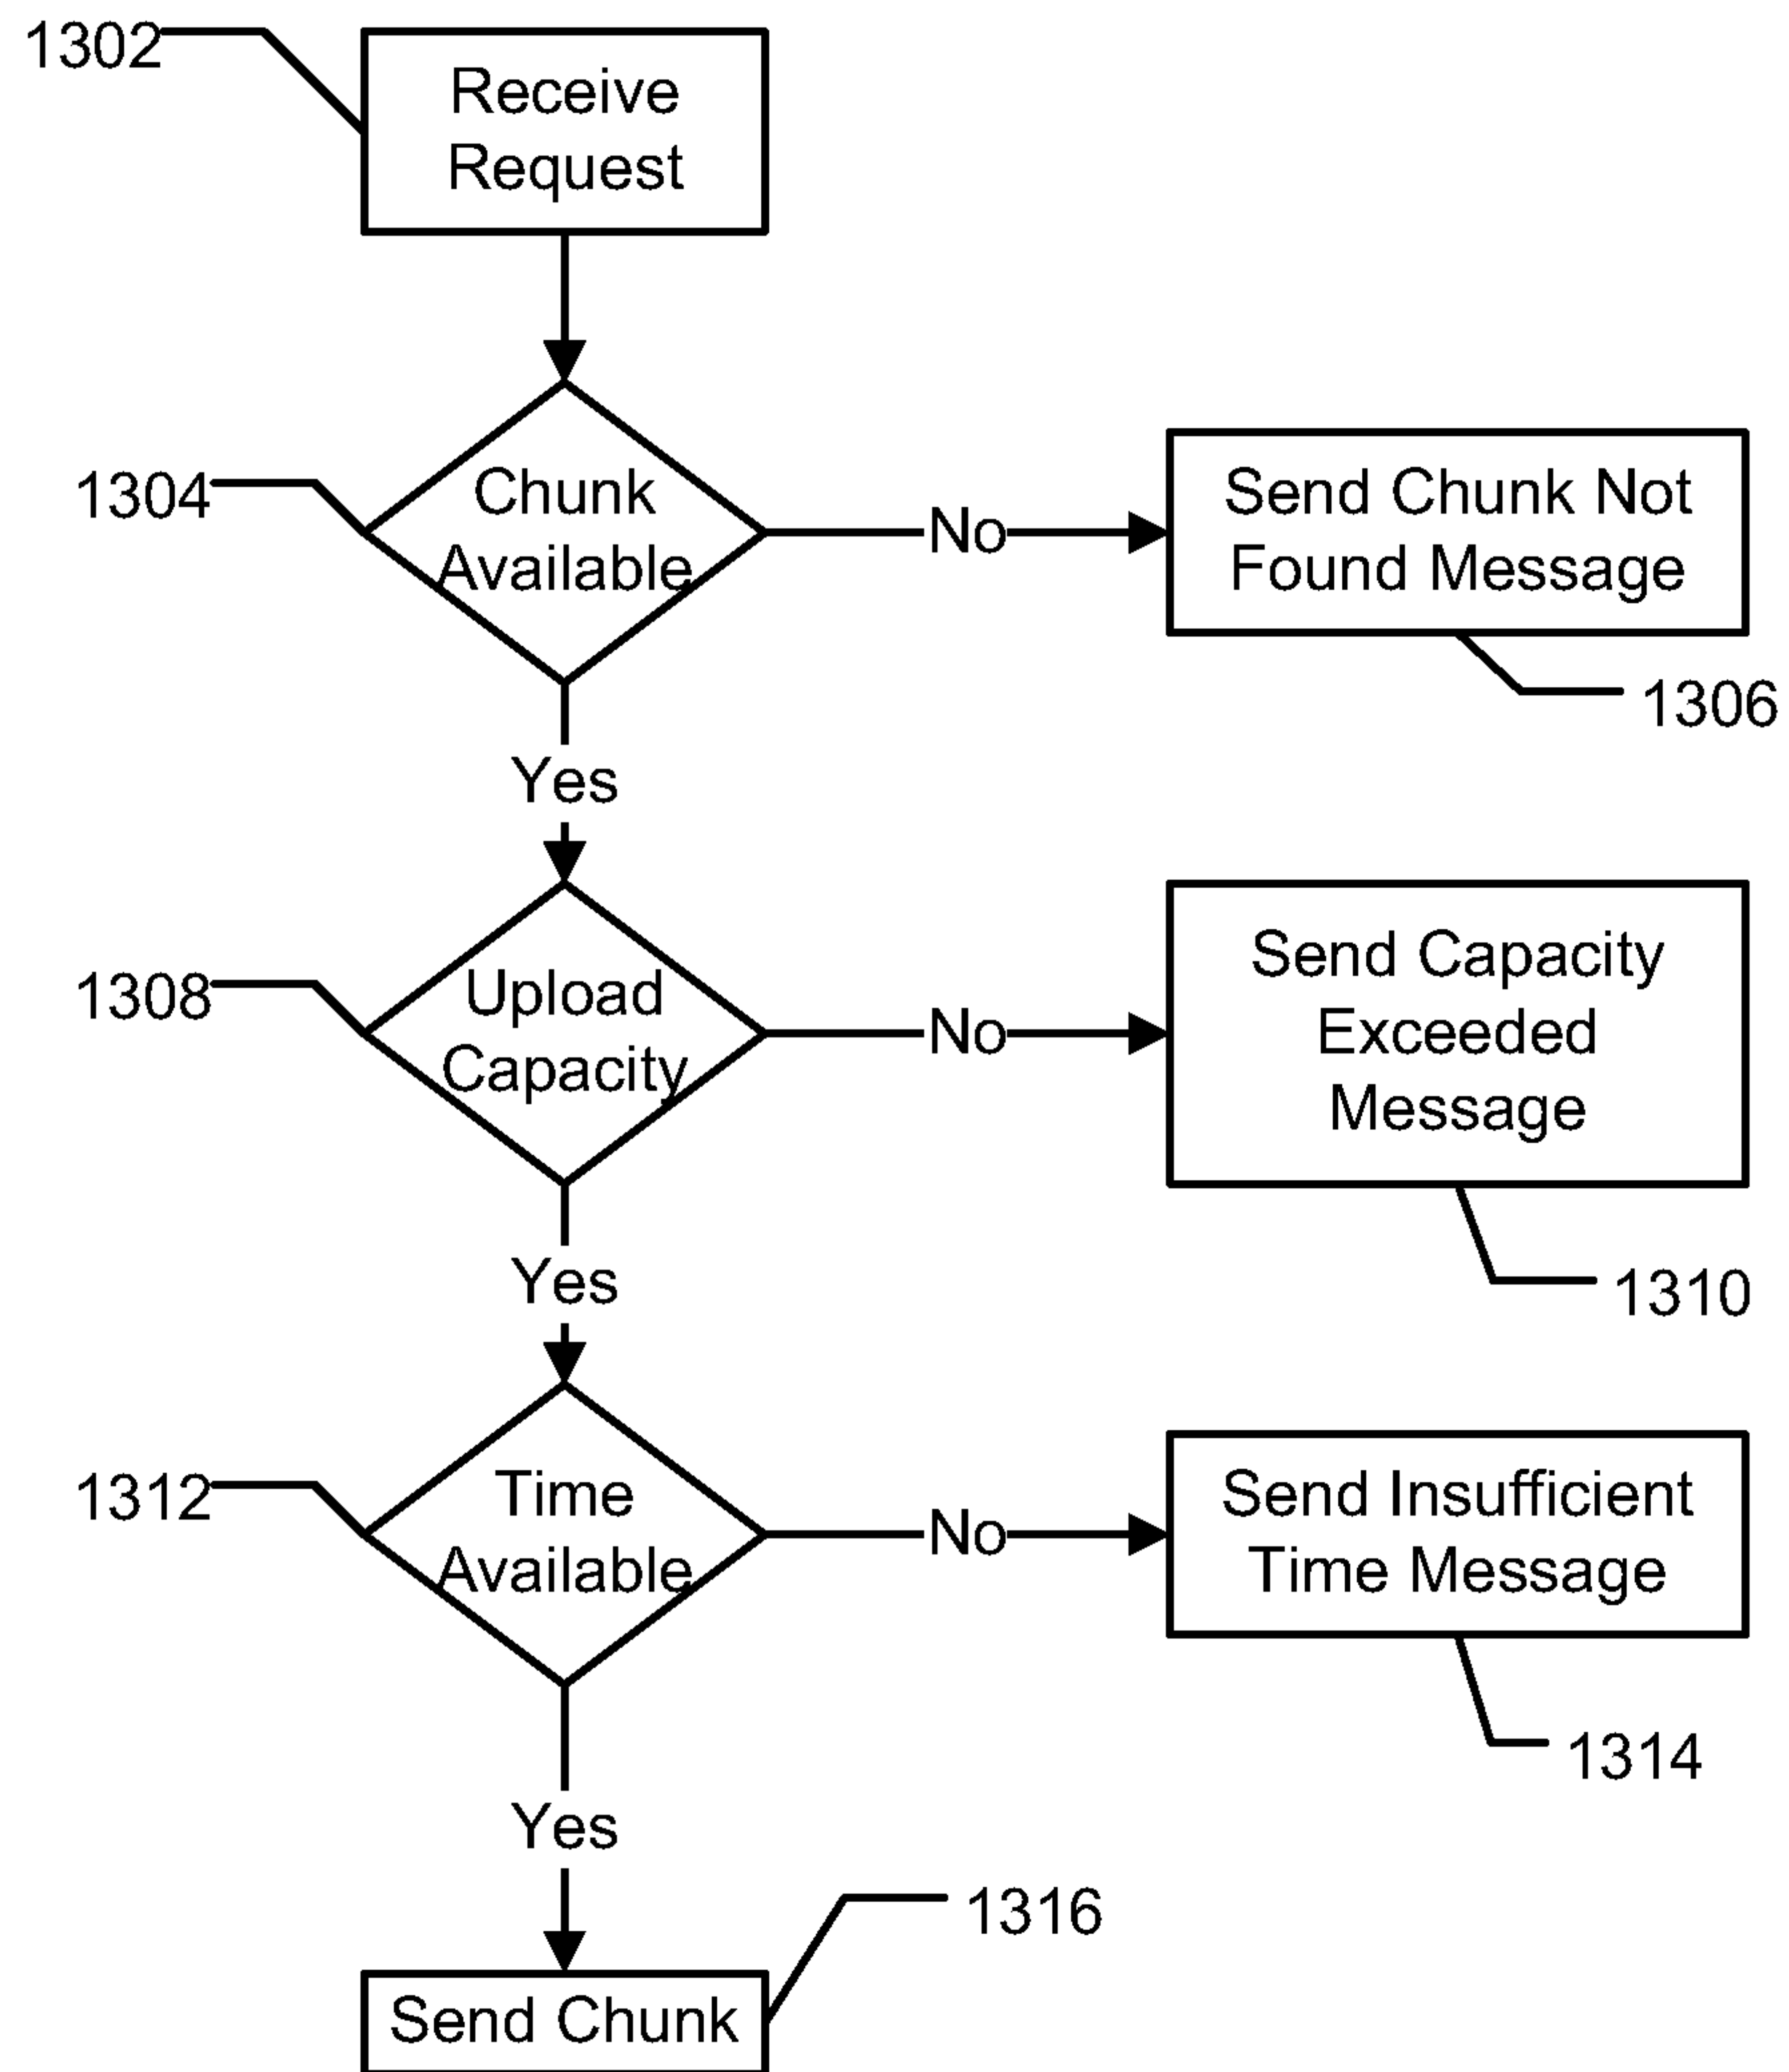 1302
Receive
Request
1304
Chunk
Available
No
Send Chunk Not
Found Message
1306
Yes
1308
Upload
Capacity
No
Send Capacity
Exceeded
Message
1310
Yes
1312
Time
Available
No
Send Insufficient
Time Message
1314
Yes
1316
Send Chunk